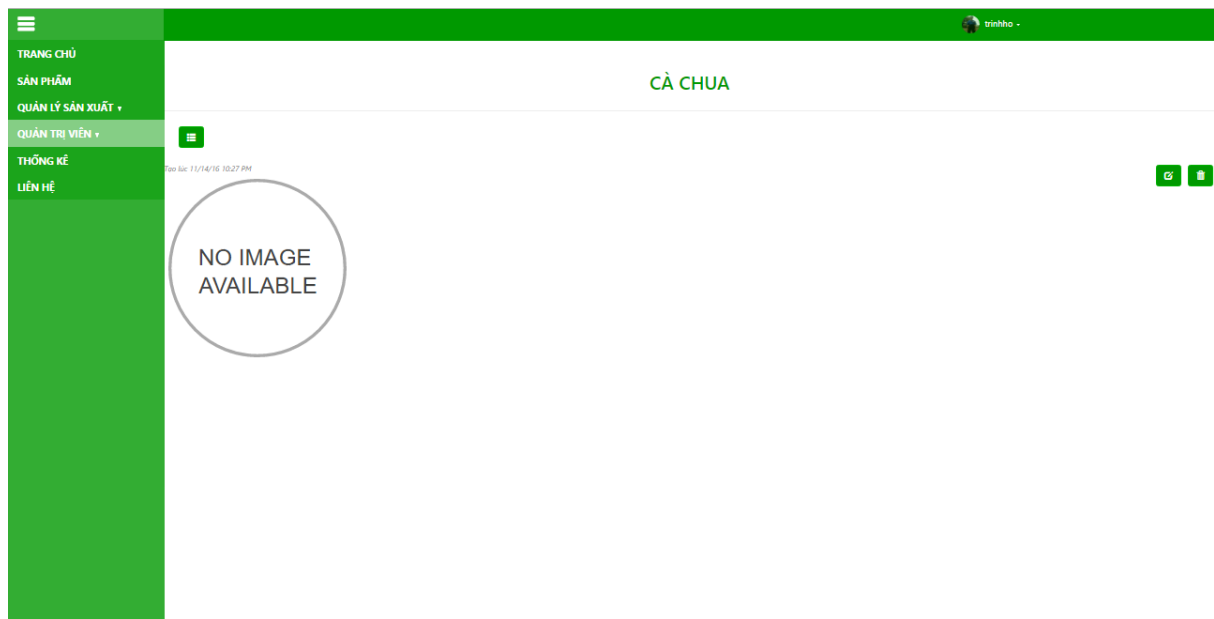 trinhho
TRANG CHỦ
SẢN PHẨM
QUẢN LÝ SẢN XUẤT
QUẢN TRỊ VIÊN
THỐNG KÊ
LIÊN HỆ
CÀ CHUA
Tạo lúc 11/14/16 10:27 PM
NO IMAGE
AVAILABLE